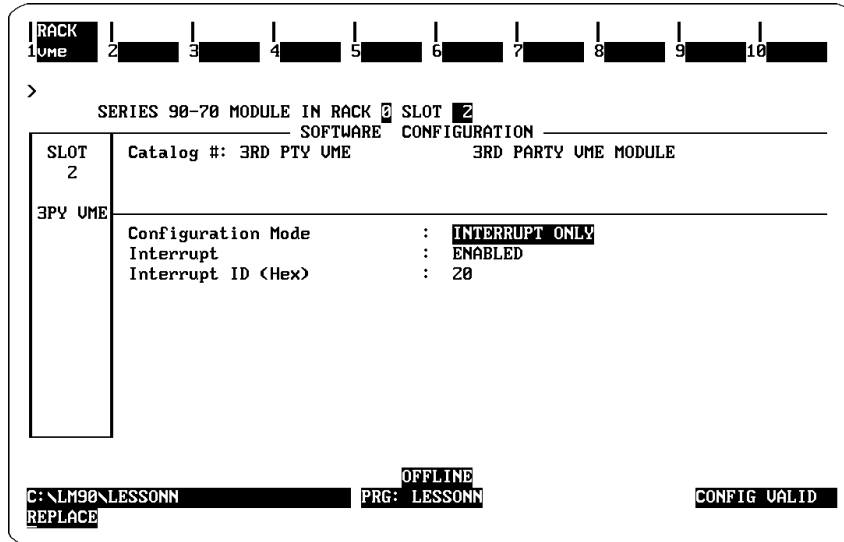 RACK
1vme 2 3 4 5 6 7 8 9 10
>
SERIES 90-70 MODULE IN RACK 0 SLOT 2
SOFTWARE CONFIGURATION
SLOT Catalog #: 3RD PTY VME 3RD PARTY VME MODULE
2
3PY VME
Configuration Mode : INTERRUPT ONLY
Interrupt : ENABLED
Interrupt ID (Hex) : 20
OFFLINE
C:\LM90\LESSONN PRG: LESSONN CONFIG VALID
REPLACE